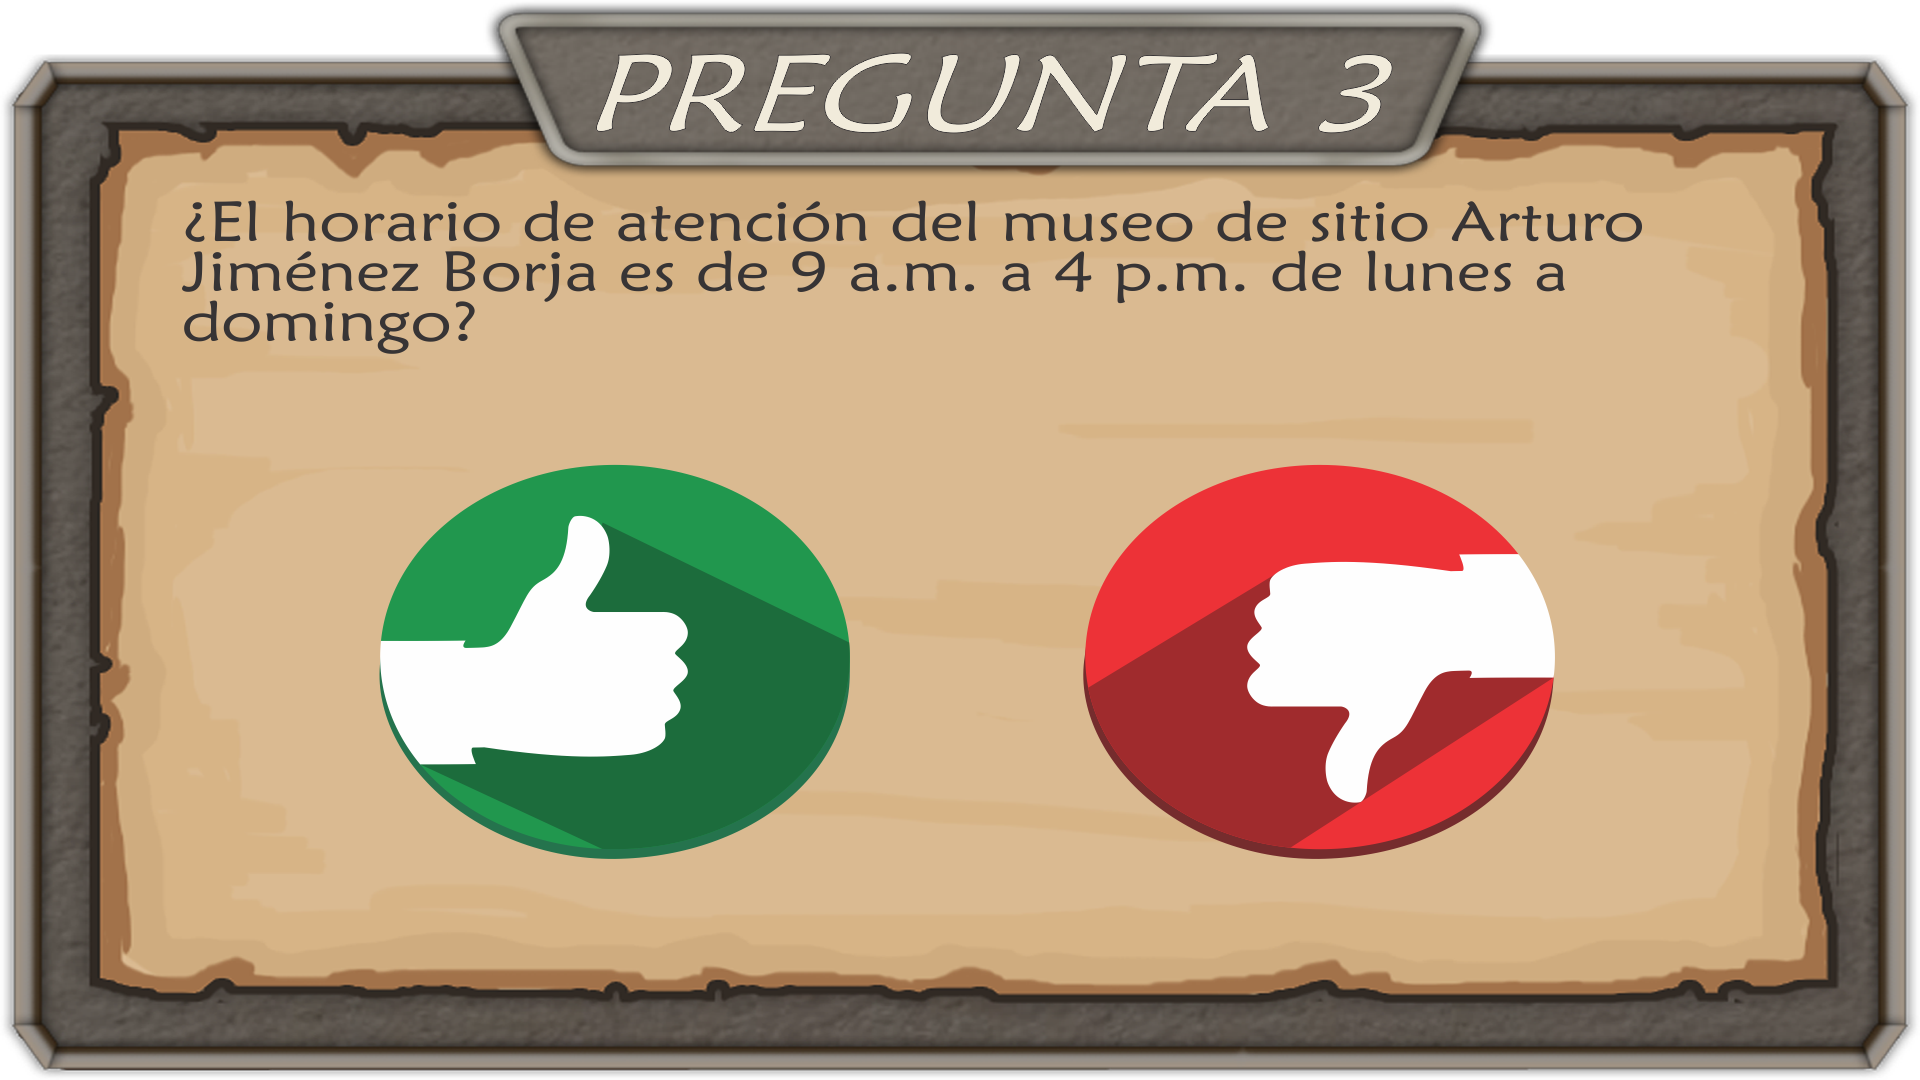 PREGUNTA 3
¿El horario de atención del museo de sitio Arturo
Jiménez Borja es de 9 a.m. a 4 p.m. de lunes a
domingo?